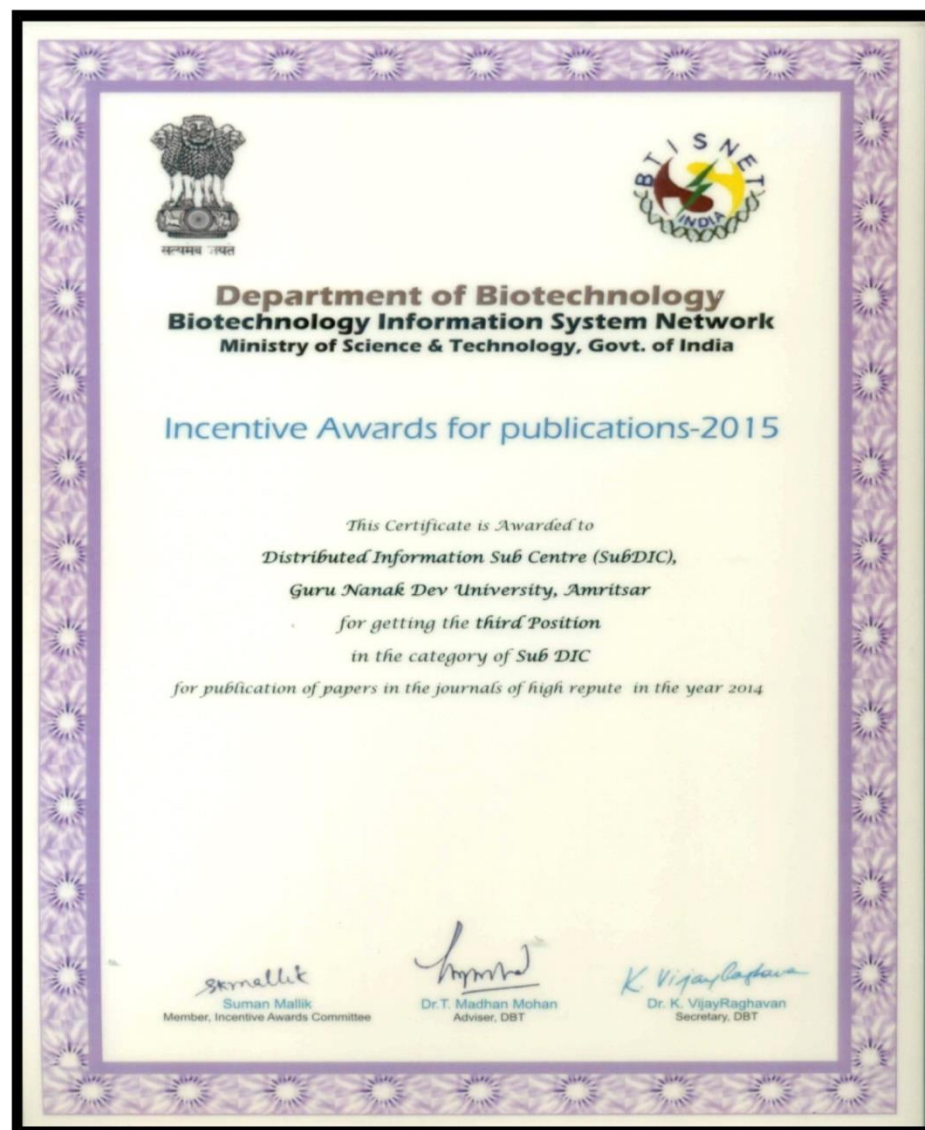 सत्यमेव जयते
BTISNET
INDIA
Department of Biotechnology
Biotechnology Information System Network
Ministry of Science & Technology, Govt. of India
Incentive Awards for publications-2015
This Certificate is Awarded to
Distributed Information Sub Centre (SubDIC),
Guru Nanak Dev University, Amritsar
for getting the third Position
in the category of Sub DIC
for publication of papers in the journals of high repute in the year 2014
Skmallik
K. VijayRaghavan
Suman Mallik
Member, Incentive Awards Committee
Dr.T. Madhan Mohan
Adviser, DBT
Dr. K. VijayRaghavan
Secretary, DBT